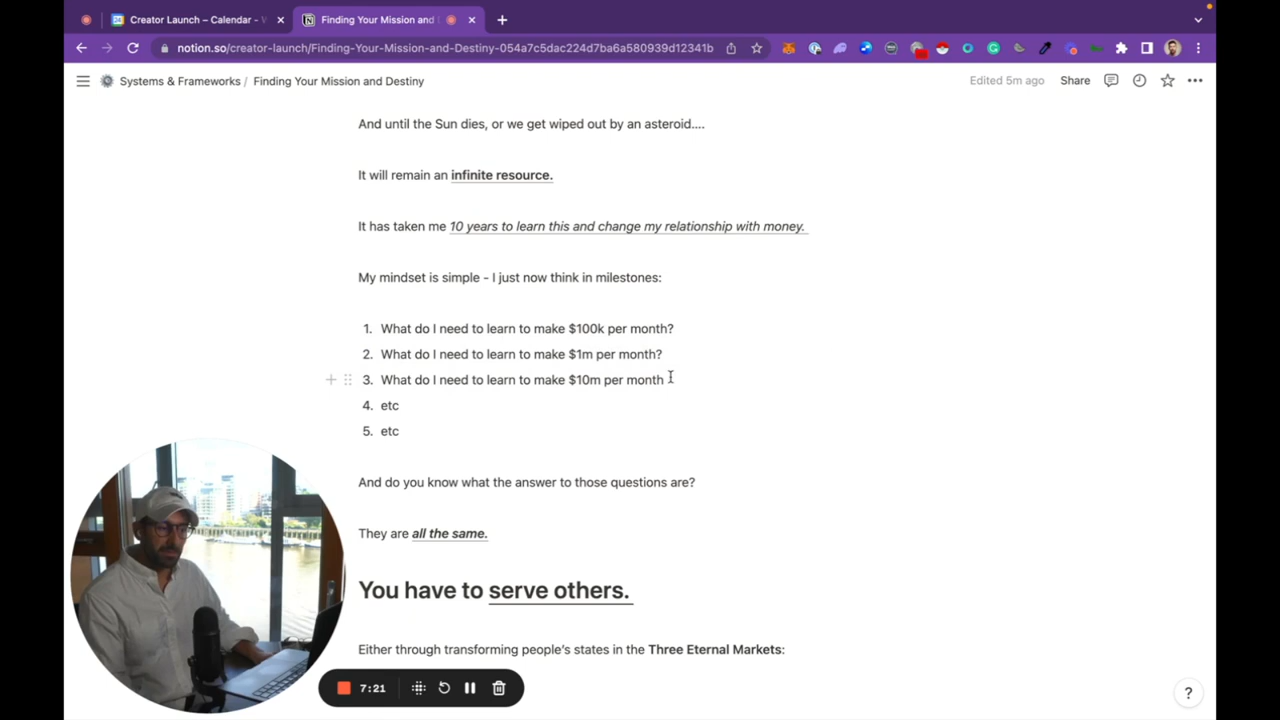 Creator Launch – Calendar -
Finding Your Mission and
notion.so/creator-launch/Finding-Your-Mission-and-Destiny-054a7c5dac224d7ba6a580939d12341b
Systems & Frameworks / Finding Your Mission and Destiny
Edited 5m ago
Share
And until the Sun dies, or we get wiped out by an asteroid....
It will remain an infinite resource.
It has taken me 10 years to learn this and change my relationship with money.
My mindset is simple - I just now think in milestones:
1. What do I need to learn to make $100k per month?
2. What do I need to learn to make $1m per month?
3. What do I need to learn to make $10m per month
4. etc
5. etc
And do you know what the answer to those questions are?
They are all the same.
You have to serve others.
Either through transforming people's states in the Three Eternal Markets:
7:21
?